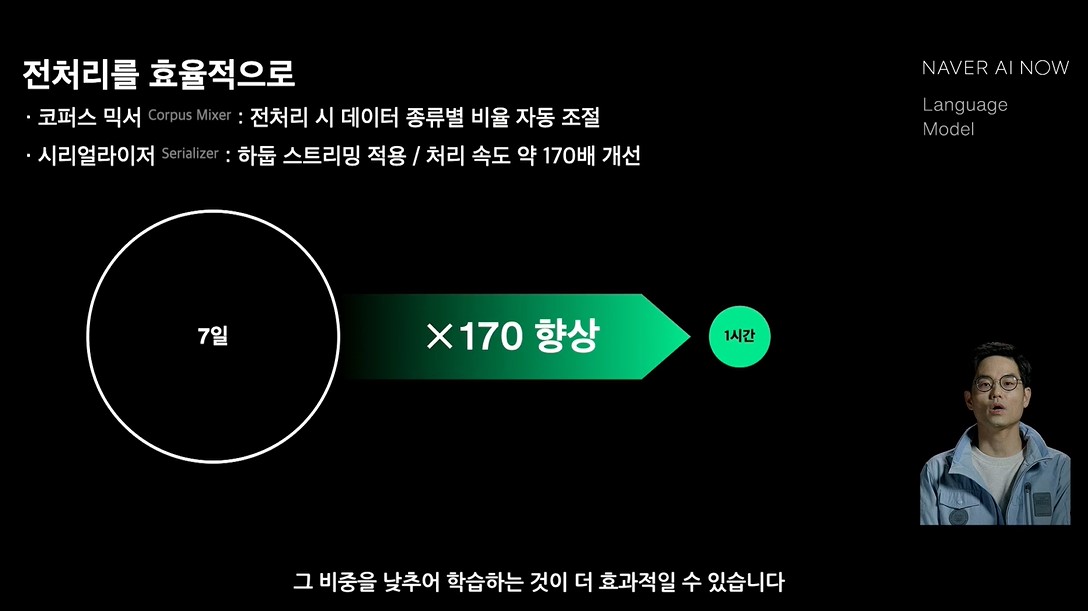 전처리를 효율적으로
· 코퍼스 믹서 Corpus Mixer : 전처리 시 데이터 종류별 비율 자동 조절
· 시리얼라이저 Serializer : 하둡 스트리밍 적용 / 처리 속도 약 170배 개선
NAVER AI NOW
Language
Model
7일
×170 향상
1시간
그 비중을 낮추어 학습하는 것이 더 효과적일 수 있습니다